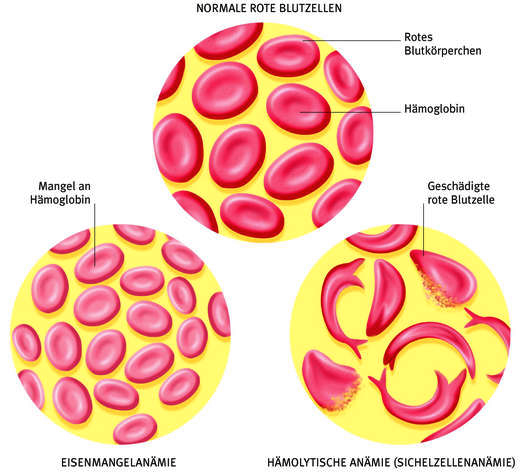 NORMALE ROTE BLUTZELLEN
Rotes
Blutkörperchen
Hämoglobin
Mangel an
Hämoglobin
Geschädigte
rote Blutzelle
EISENMANGELANÄMIE
HÄMOLYTISCHE ANÄMIE (SICHELZELLENANÄMIE)